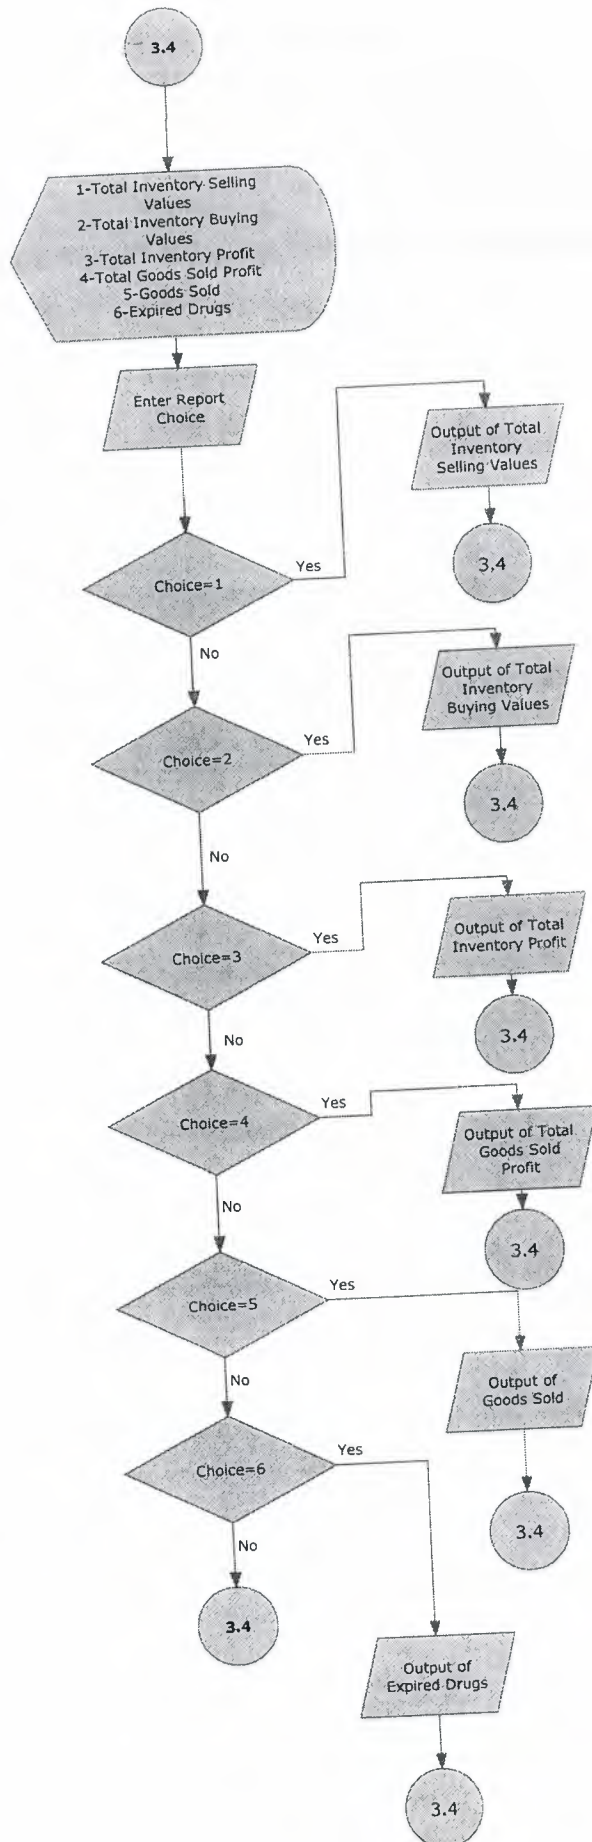 3.4
1-Total Inventory Selling
Values
2-Total Inventory Buying
Values
3-Total Inventory Profit
4-Total Goods Sold Profit
5-Goods Sold
6-Expired Drugs
Enter Report
Choice
Output of Total
Inventory
Selling Values
3.4
Choice=1
Yes
No
Output of Total
Inventory
Buying Values
3.4
Choice=2
Yes
No
Output of Total
Inventory Profit
3.4
Choice=3
Yes
No
Output of Total
Goods Sold
Profit
3.4
Choice=4
Yes
No
Choice=5
Yes
No
Output of
Goods Sold
3.4
Choice=6
Yes
No
3.4
Output of
Expired Drugs
3.4